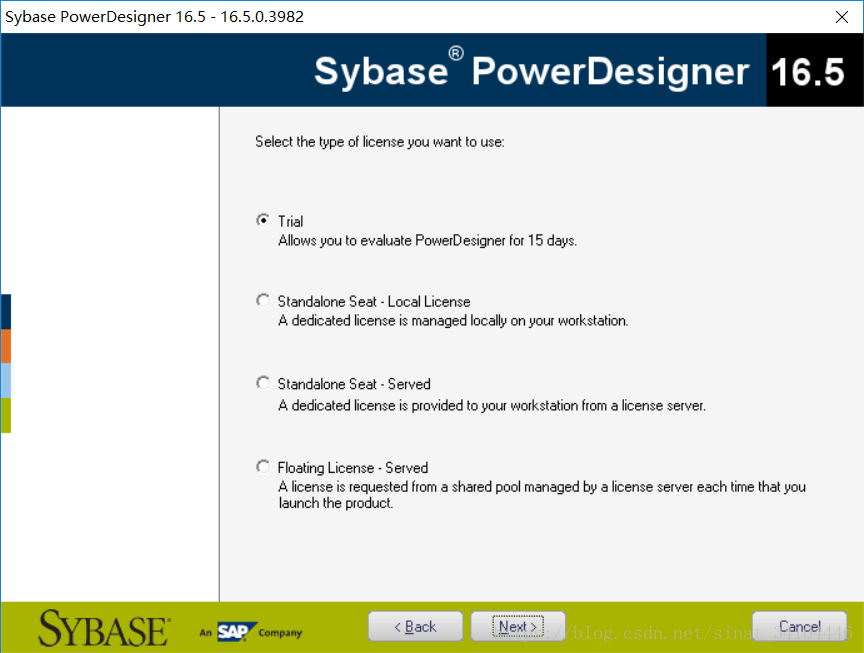 Sybase PowerDesigner 16.5 - 16.5.0.3982
Sybase® PowerDesigner 16.5
Select the type of license you want to use:
Trial
Allows you to evaluate PowerDesigner for 15 days.
Standalone Seat - Local License
A dedicated license is managed locally on your workstation.
Standalone Seat - Served
A dedicated license is provided to your workstation from a license server.
Floating License - Served
A license is requested from a shared pool managed by a license server each time that you
launch the product.
SYBASE® An SAP Company < Back Next > Cancel
blog.csdn.net